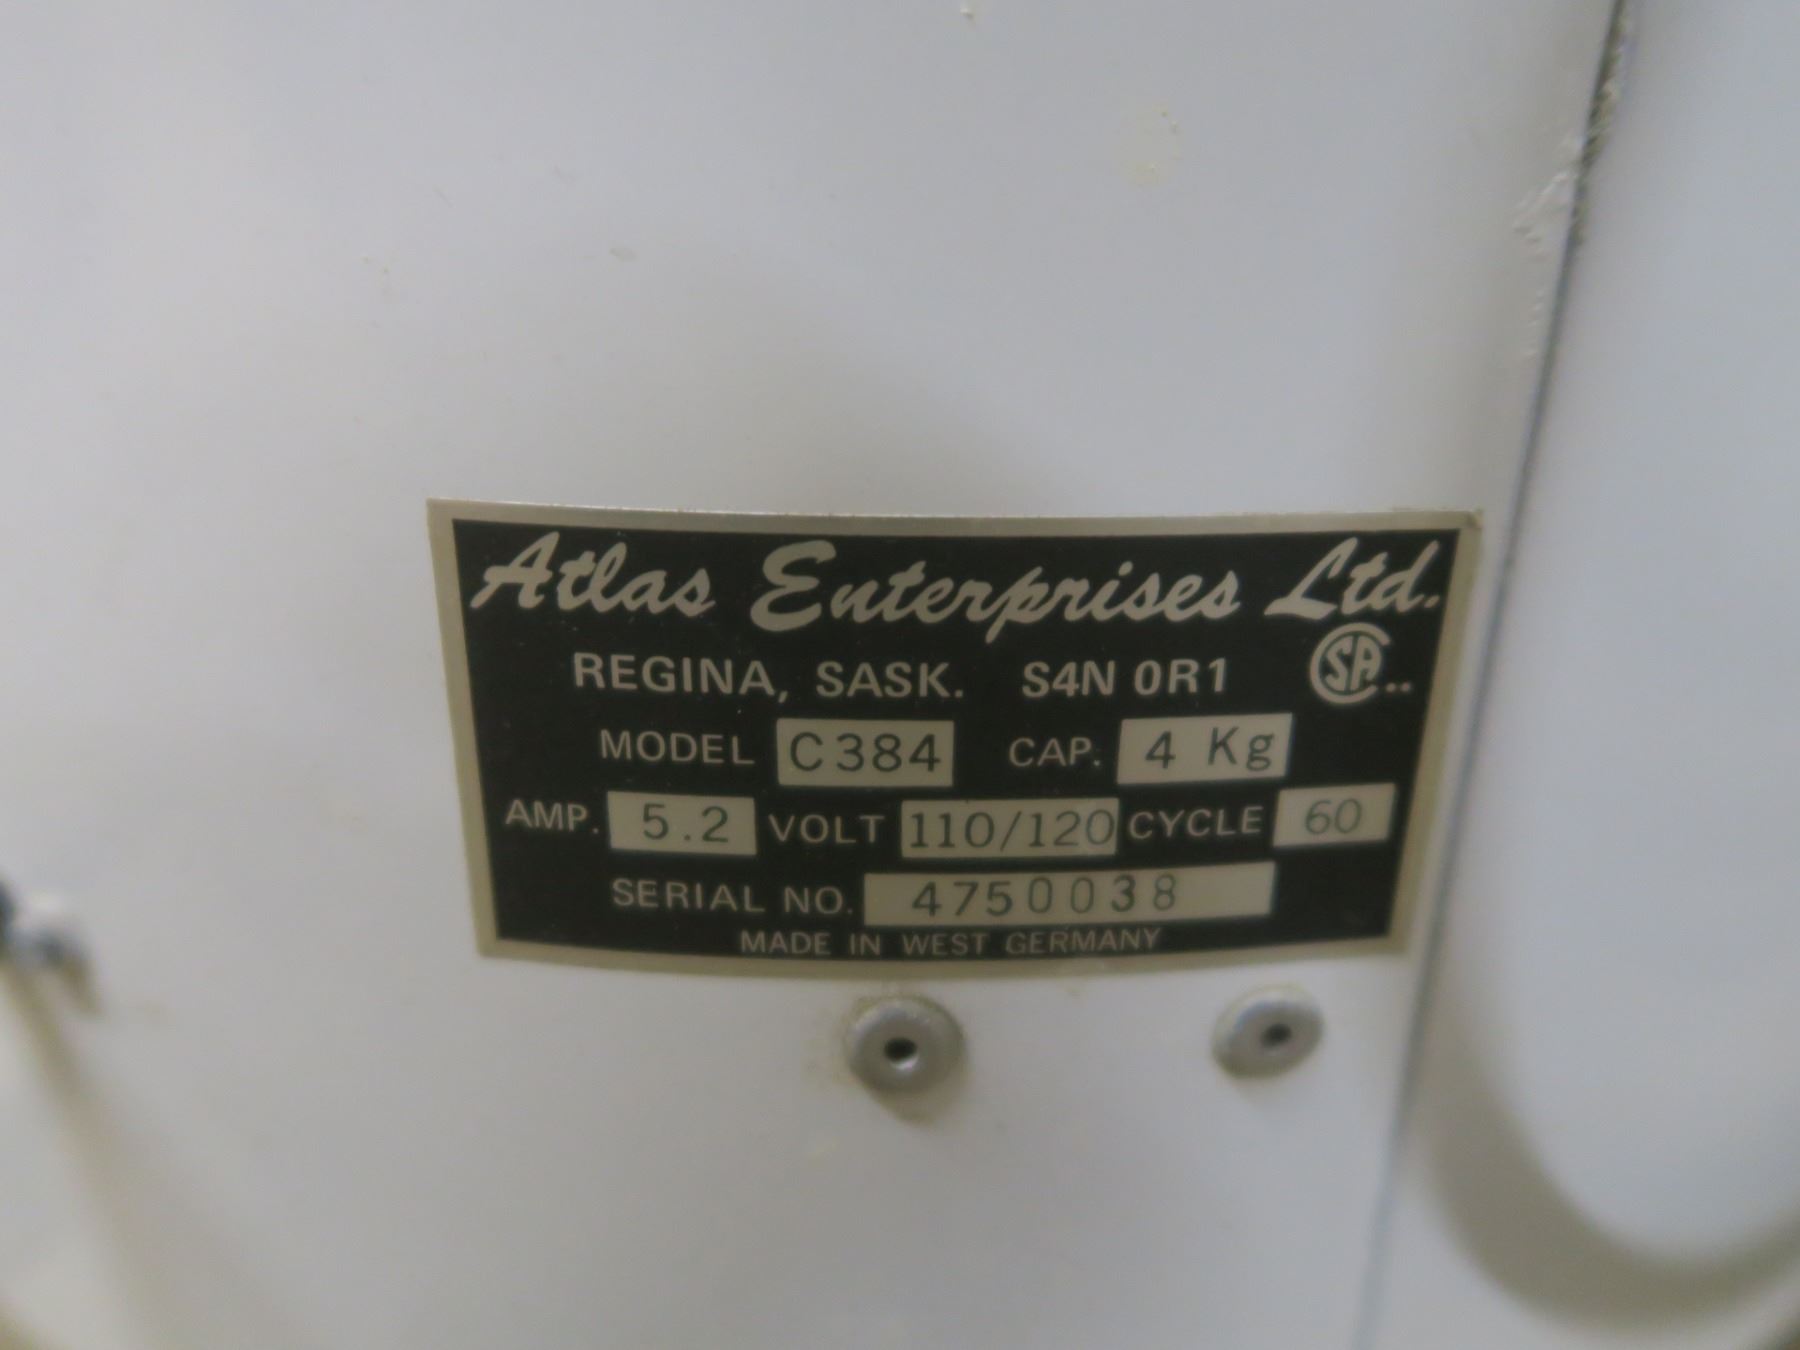 Atlas Enterprises Ltd.
REGINA, SASK. S4N 0R1 CSA..
MODEL C384 CAP. 4 Kg
AMP. 5.2 VOLT 110/120 CYCLE 60
SERIAL NO. 4750038
MADE IN WEST GERMANY